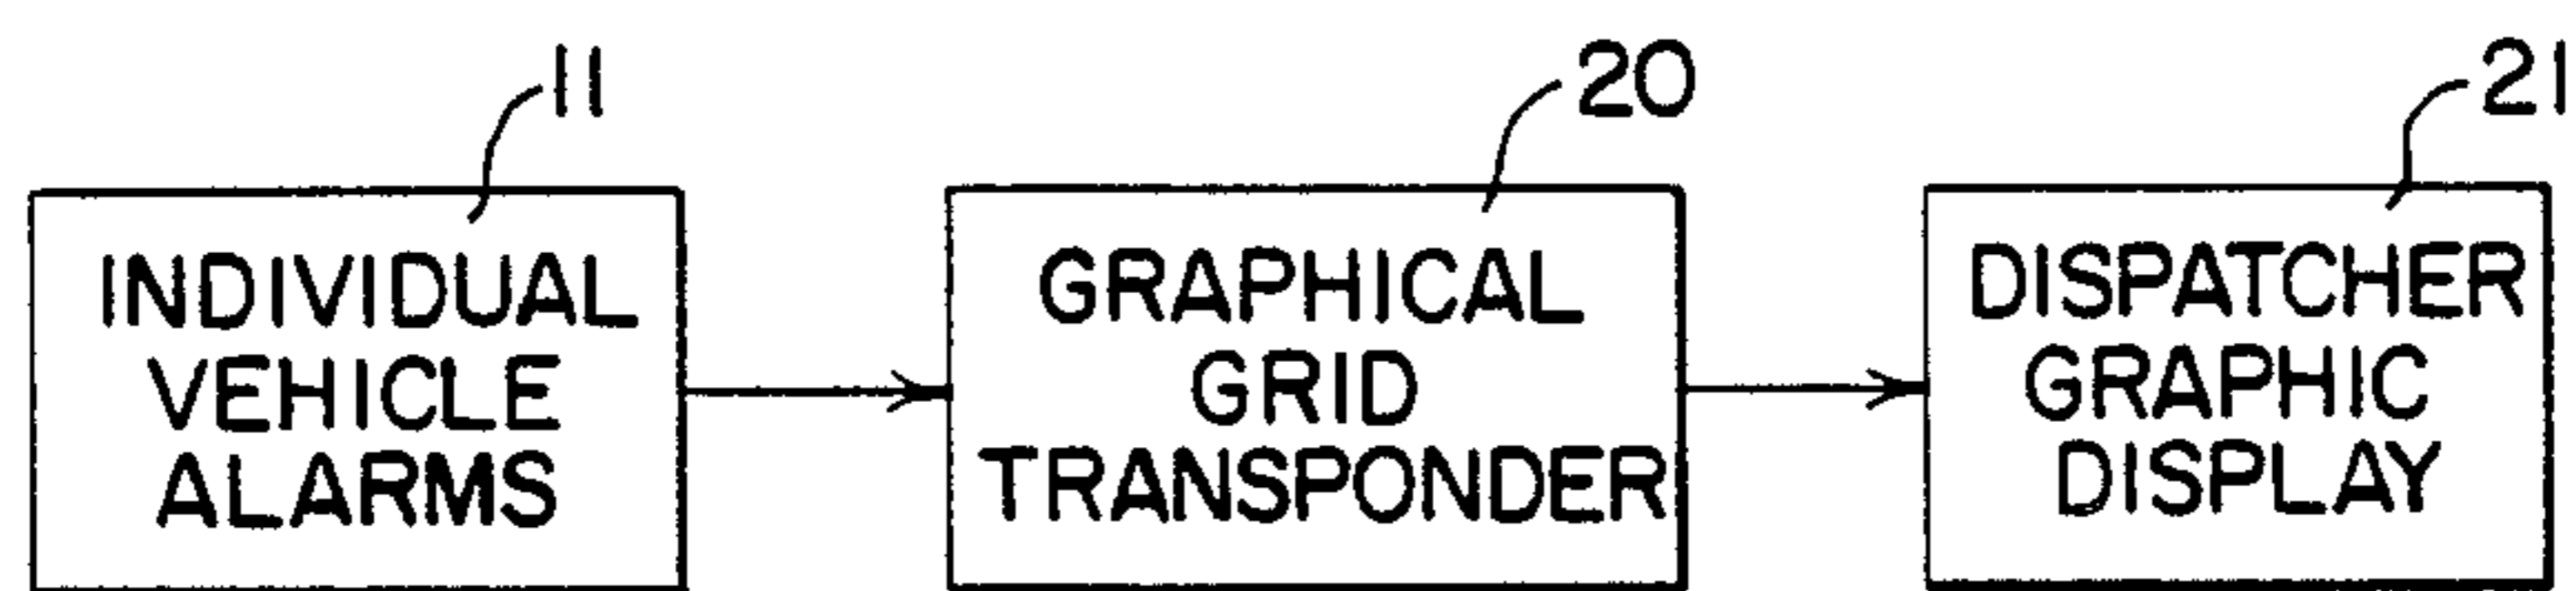 11
20
21
INDIVIDUAL
VEHICLE
ALARMS
GRAPHICAL
GRID
TRANSPONDER
DISPATCHER
GRAPHIC
DISPLAY